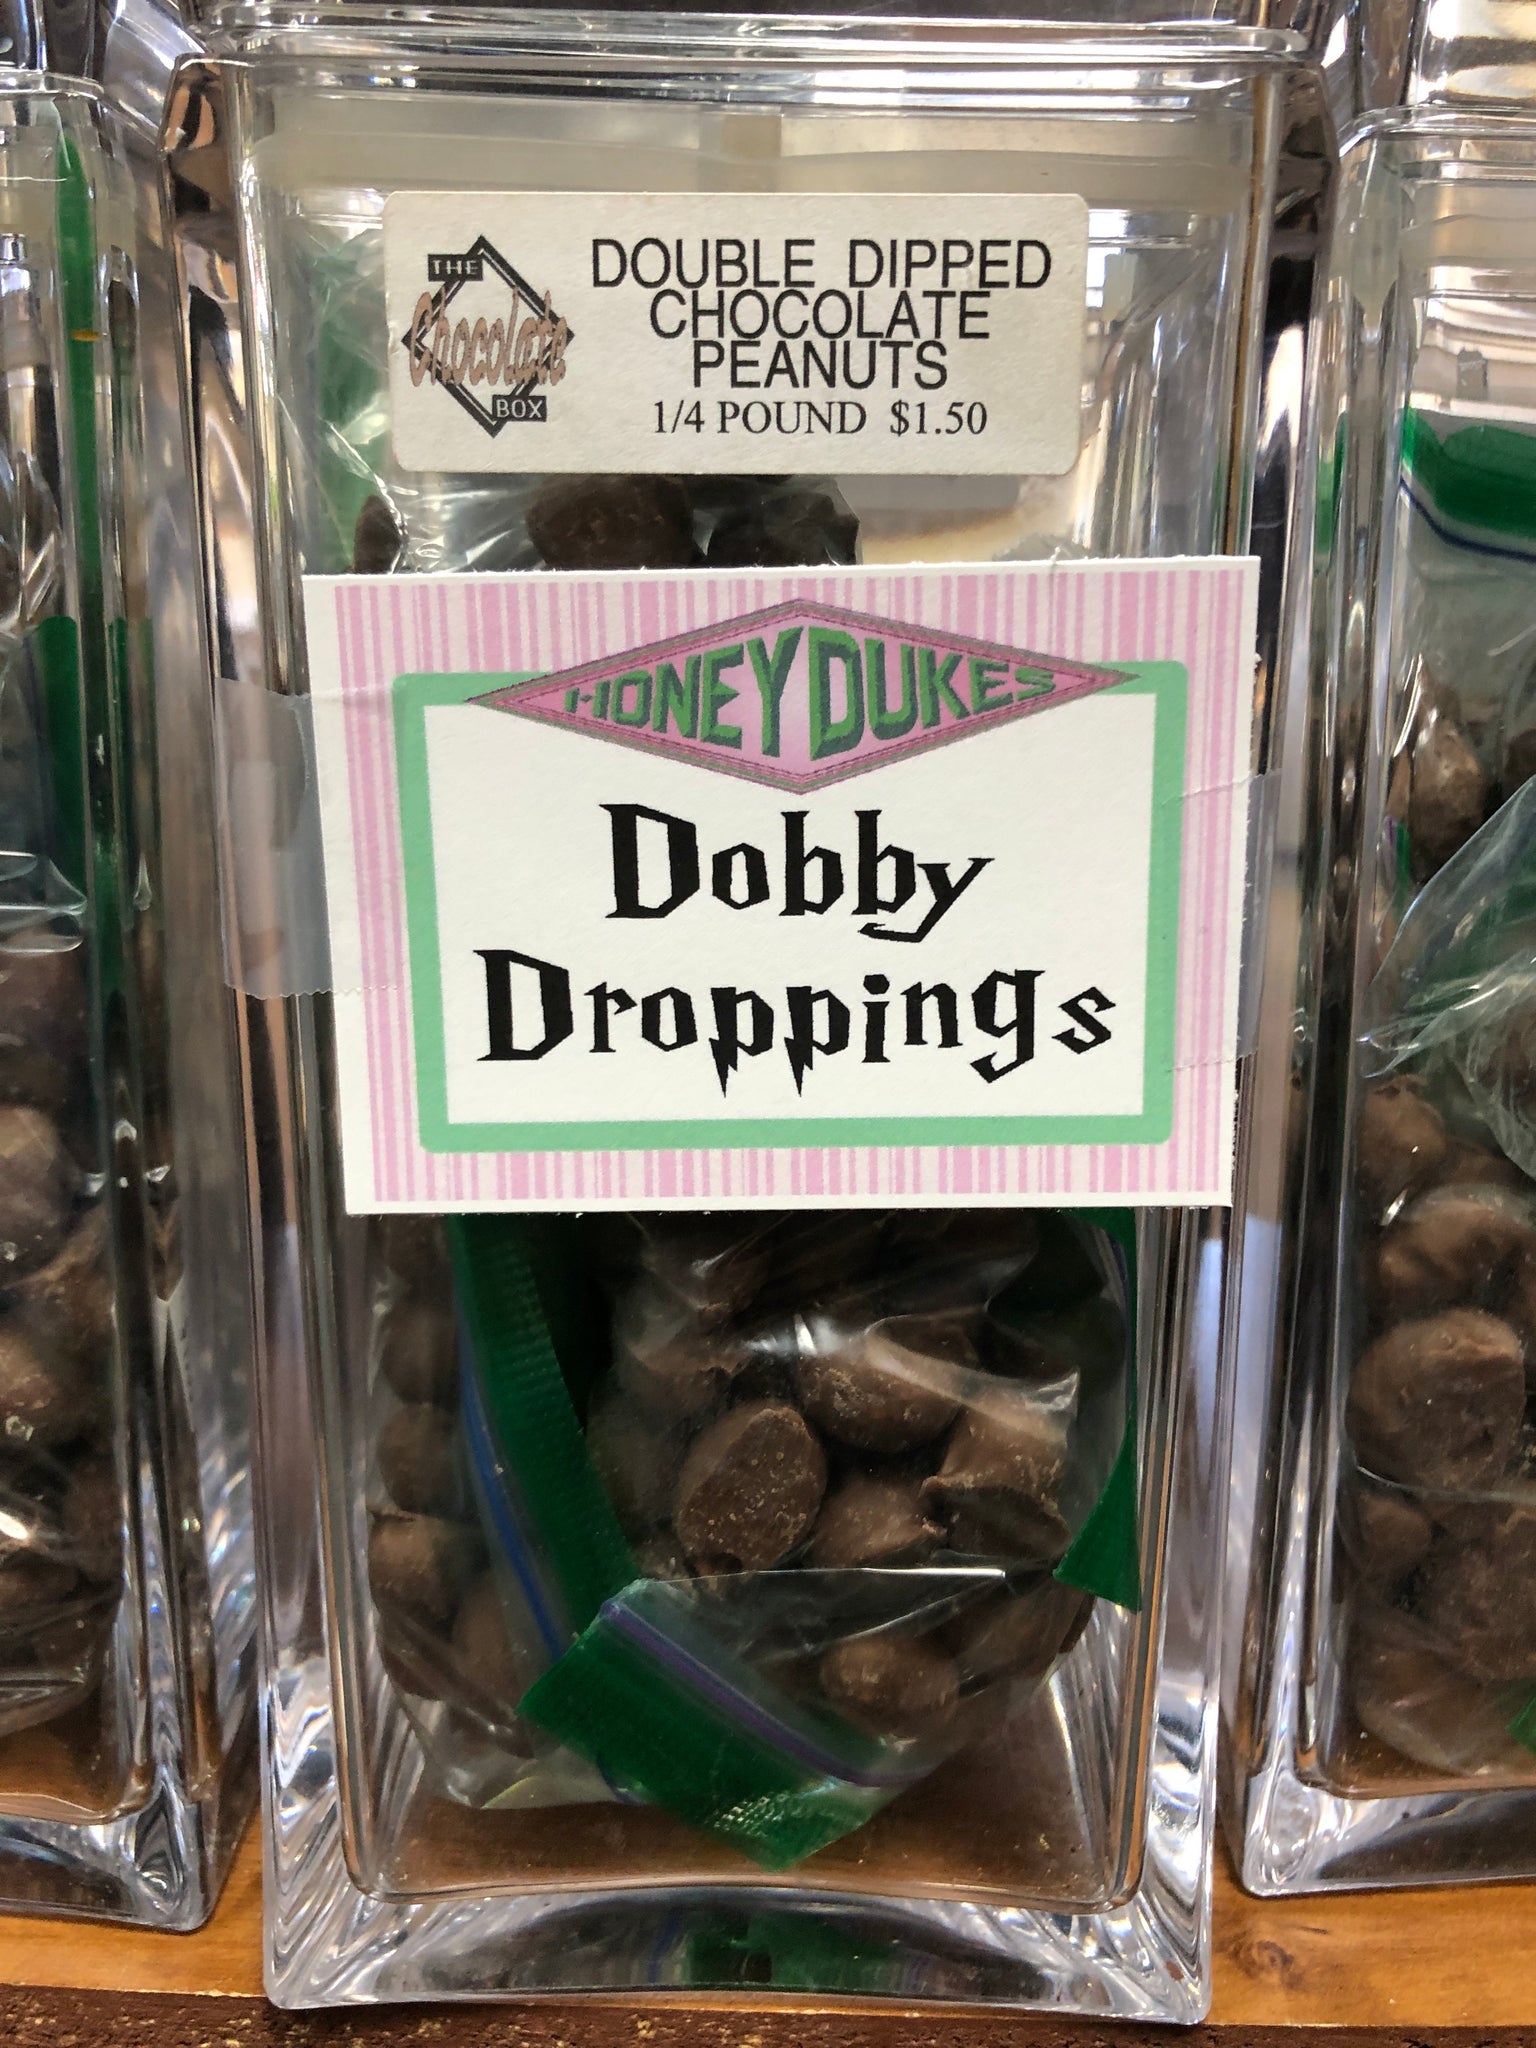 THE
Chocolate
BOX
DOUBLE DIPPED
CHOCOLATE
PEANUTS
1/4 POUND $1.50
HONEYDUKES
Dobby
Droppings